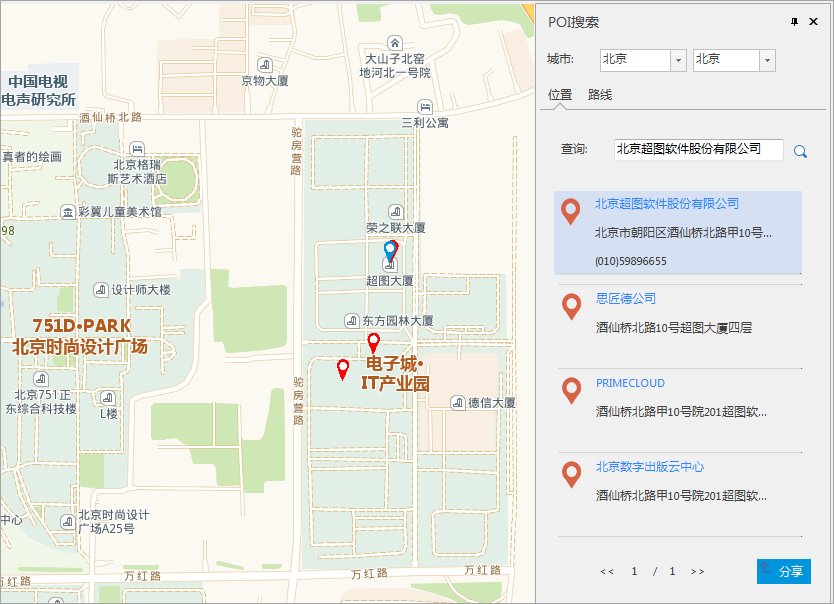 中国电视
电声研究所
酒仙桥北路
京物大厦
大山子北窑
地河北一号院
三利公寓
驼房营路
真者的绘画
北京格瑞
斯艺术酒店
彩翼儿童美术馆
98
荣之联大厦
超图大厦
设计师大楼
751D•PARK
北京时尚设计广场
东方园林大厦
电子城•
IT产业园
北京751正
东综合科技楼
L楼
驼房营路
德信大厦
中心
北京时尚设计
广场A25号
万红路
万红路
万红路
万红路
POI搜索
城市:
北京
北京
位置
路线
查询:
北京超图软件股份有限公司
北京超图软件股份有限公司
北京市朝阳区酒仙桥北路甲10号...
(010)59896655
思匠德公司
酒仙桥北路10号超图大厦四层
PRIMECLOUD
酒仙桥北路甲10号院201超图软...
北京数字出版云中心
酒仙桥北路甲10号院201超图软...
<< 1 / 1 >>
分享